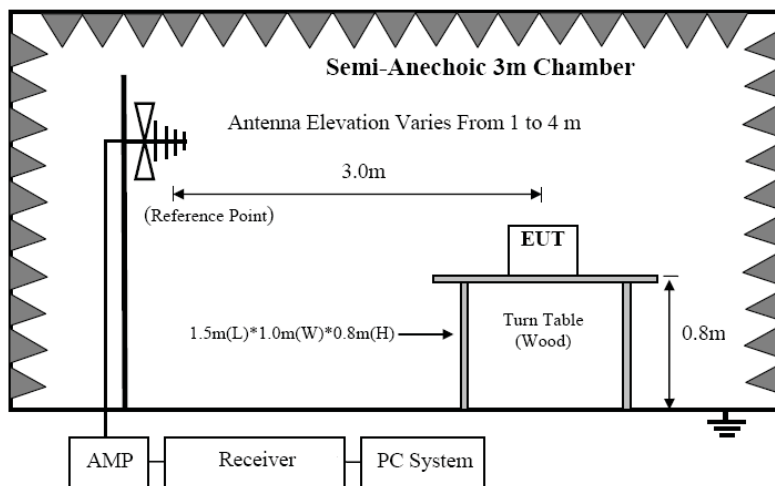 Semi-Anechoic 3m Chamber
Antenna Elevation Varies From 1 to 4 m
3.0m
(Reference Point)
EUT
1.5m(L)*1.0m(W)*0.8m(H)
Turn Table
(Wood)
0.8m
AMP
Receiver
PC System